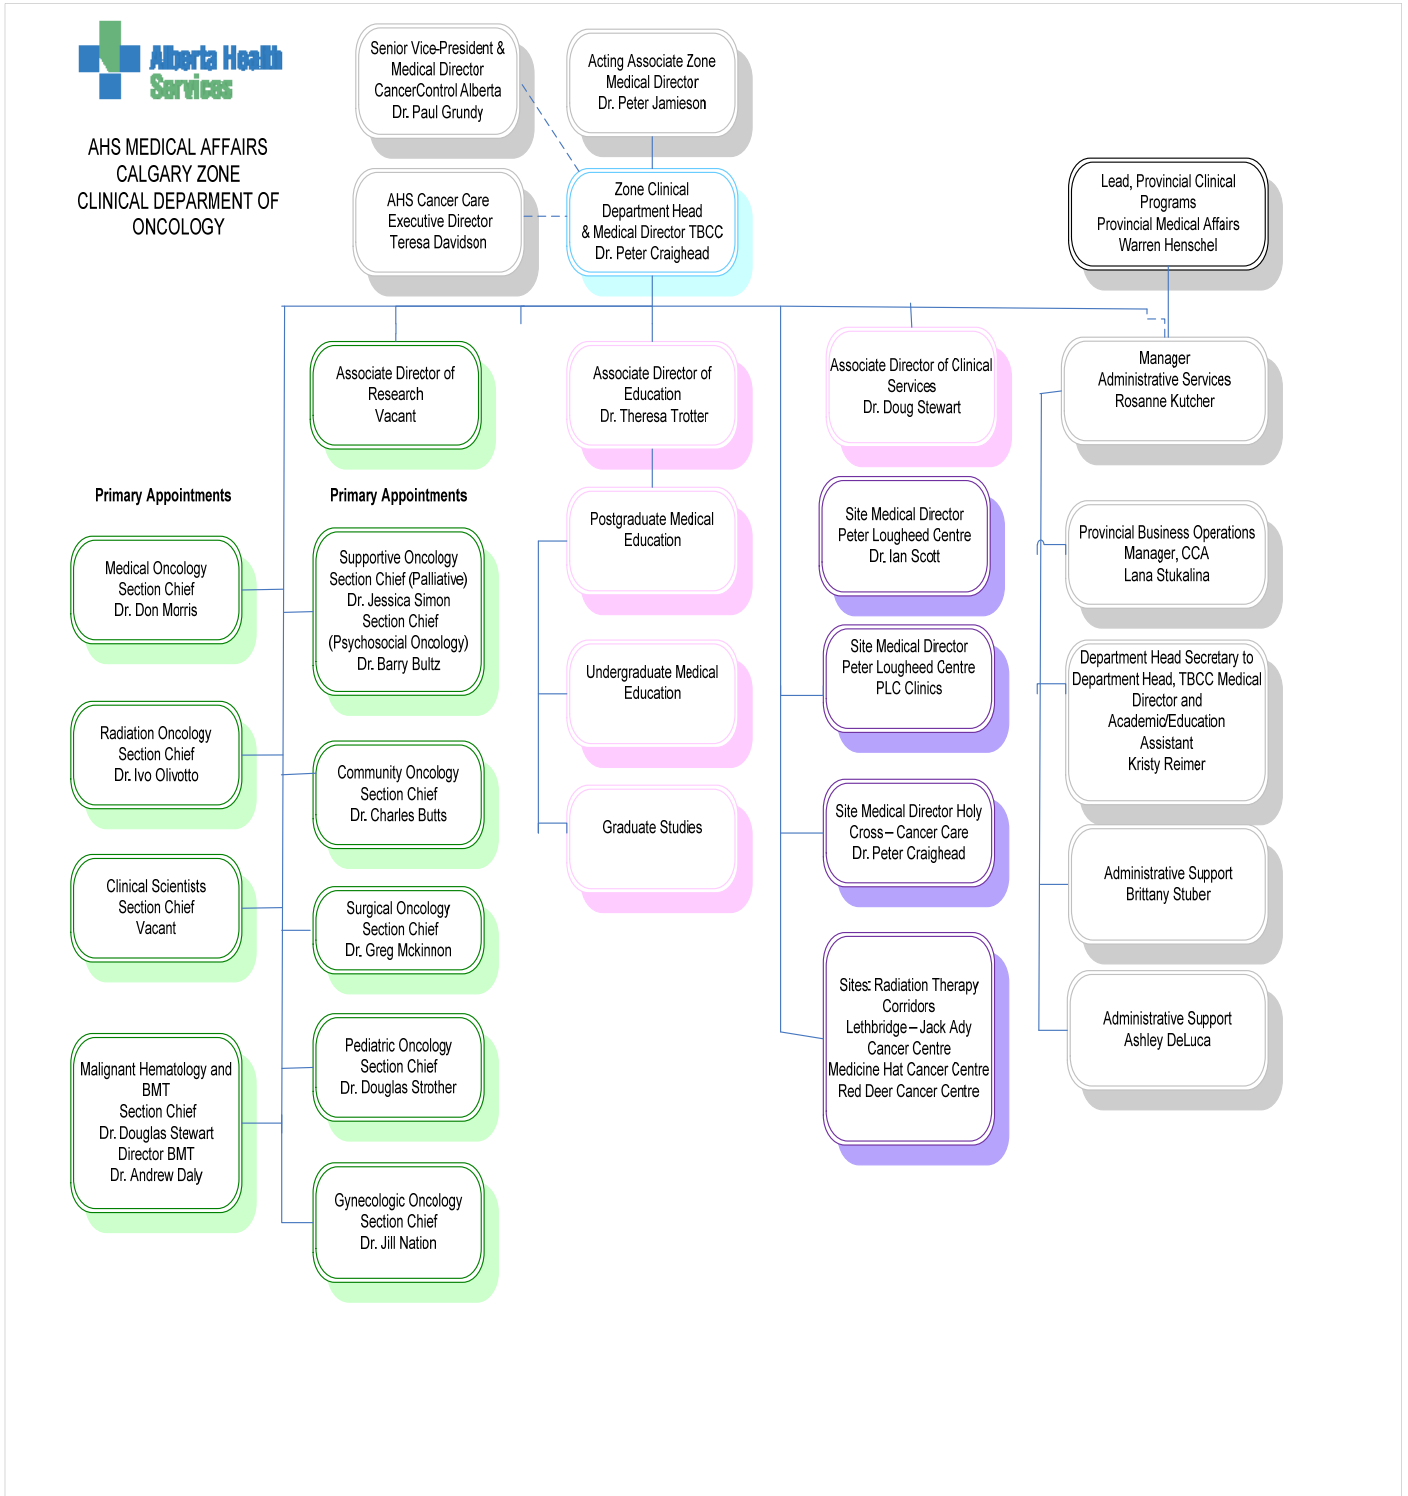 Alberta Health
Services
AHS MEDICAL AFFAIRS
CALGARY ZONE
CLINICAL DEPARMENT OF
ONCOLOGY
Senior Vice-President &
Medical Director
CancerControl Alberta
Dr. Paul Grundy
Acting Associate Zone
Medical Director
Dr. Peter Jamieson
AHS Cancer Care
Executive Director
Teresa Davidson
Zone Clinical
Department Head
& Medical Director TBCC
Dr. Peter Craighead
Lead, Provincial Clinical
Programs
Provincial Medical Affairs
Warren Henschel
Associate Director of
Research
Vacant
Associate Director of
Education
Dr. Theresa Trotter
Associate Director of Clinical
Services
Dr. Doug Stewart
Manager
Administrative Services
Rosanne Kutcher
Primary Appointments
Medical Oncology
Section Chief
Dr. Don Morris
Radiation Oncology
Section Chief
Dr. Ivo Olivotto
Clinical Scientists
Section Chief
Vacant
Malignant Hematology and
BMT
Section Chief
Dr. Douglas Stewart
Director BMT
Dr. Andrew Daly
Primary Appointments
Supportive Oncology
Section Chief (Palliative)
Dr. Jessica Simon
Section Chief
(Psychosocial Oncology)
Dr. Barry Bultz
Community Oncology
Section Chief
Dr. Charles Butts
Surgical Oncology
Section Chief
Dr. Greg Mckinnon
Pediatric Oncology
Section Chief
Dr. Douglas Strother
Gynecologic Oncology
Section Chief
Dr. Jill Nation
Postgraduate Medical
Education
Undergraduate Medical
Education
Graduate Studies
Site Medical Director
Peter Lougheed Centre
Dr. Ian Scott
Site Medical Director
Peter Lougheed Centre
PLC Clinics
Site Medical Director Holy
Cross – Cancer Care
Dr. Peter Craighead
Sites: Radiation Therapy
Corridors
Lethbridge – Jack Ady
Cancer Centre
Medicine Hat Cancer Centre
Red Deer Cancer Centre
Provincial Business Operations
Manager, CCA
Lana Stukalina
Department Head Secretary to
Department Head, TBCC Medical
Director and
Academic/Education
Assistant
Kristy Reimer
Administrative Support
Brittany Stuber
Administrative Support
Ashley DeLuca